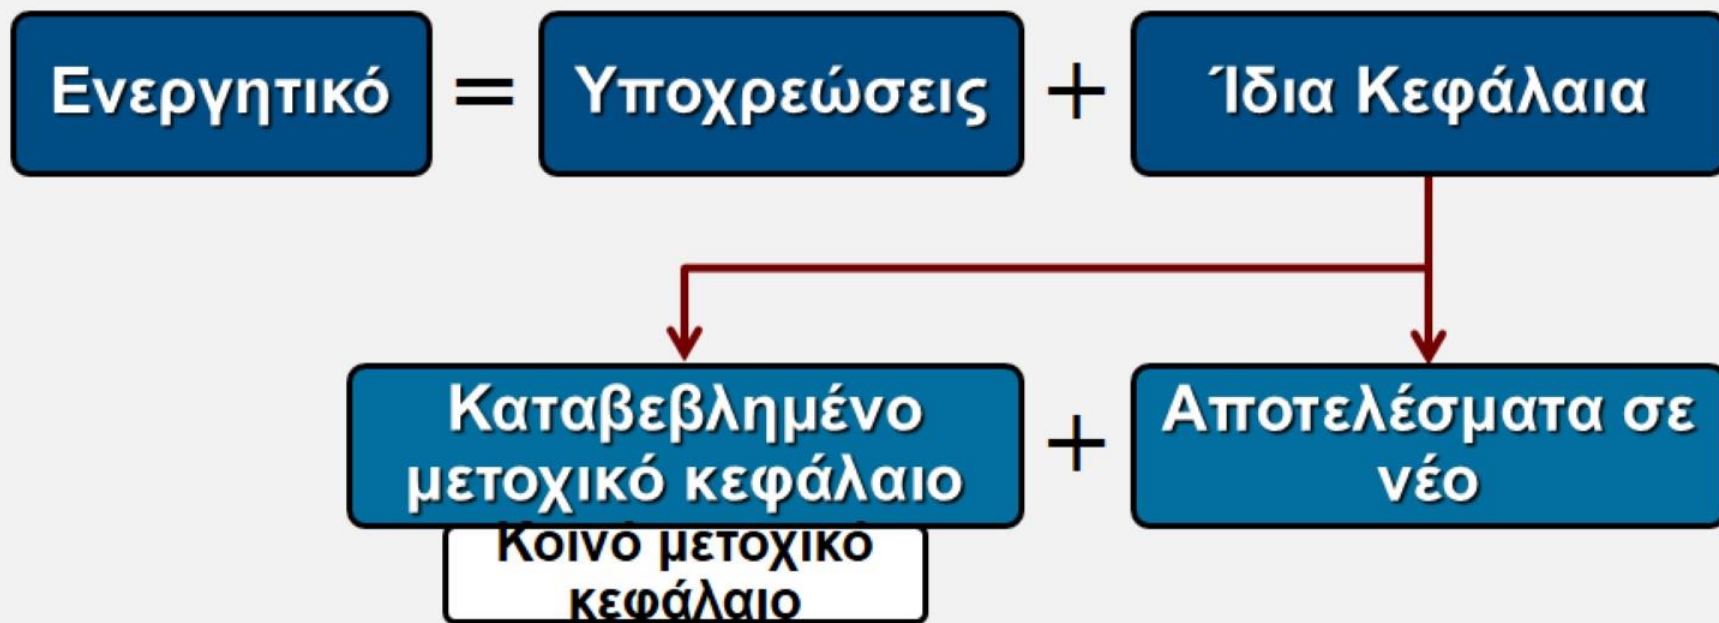 Ενεργητικό = Υποχρεώσεις + Ίδια Κεφάλαια
Καταβεβλημένο
μετοχικό κεφάλαιο + Αποτελέσματα σε
νέο
Κοινό μετοχικό
κεφάλαιο